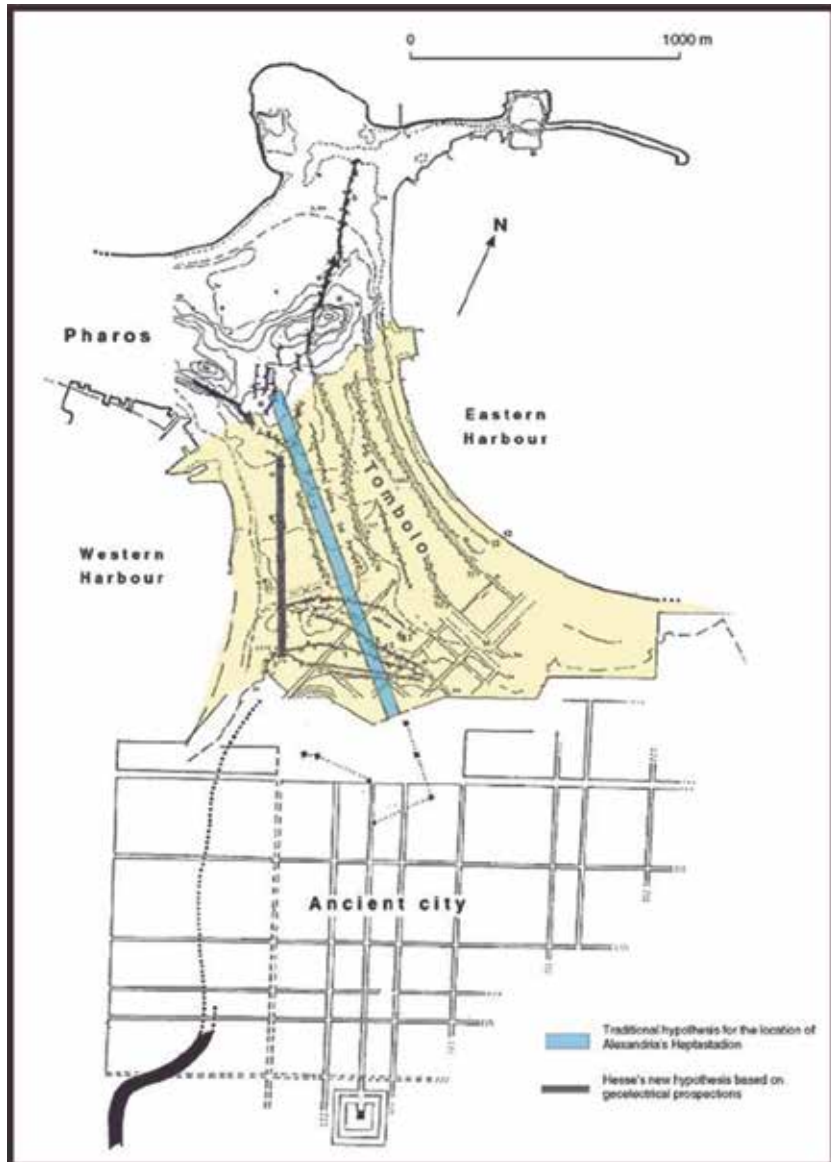 0 1000 m
N
Pharos
Eastern
Harbour
Tombolo
Western
Harbour
Ancient city
Traditional hypothesis for the location of
Alexandria's Heptastadion
Hesse's new hypothesis based on
geoelectrical prospections